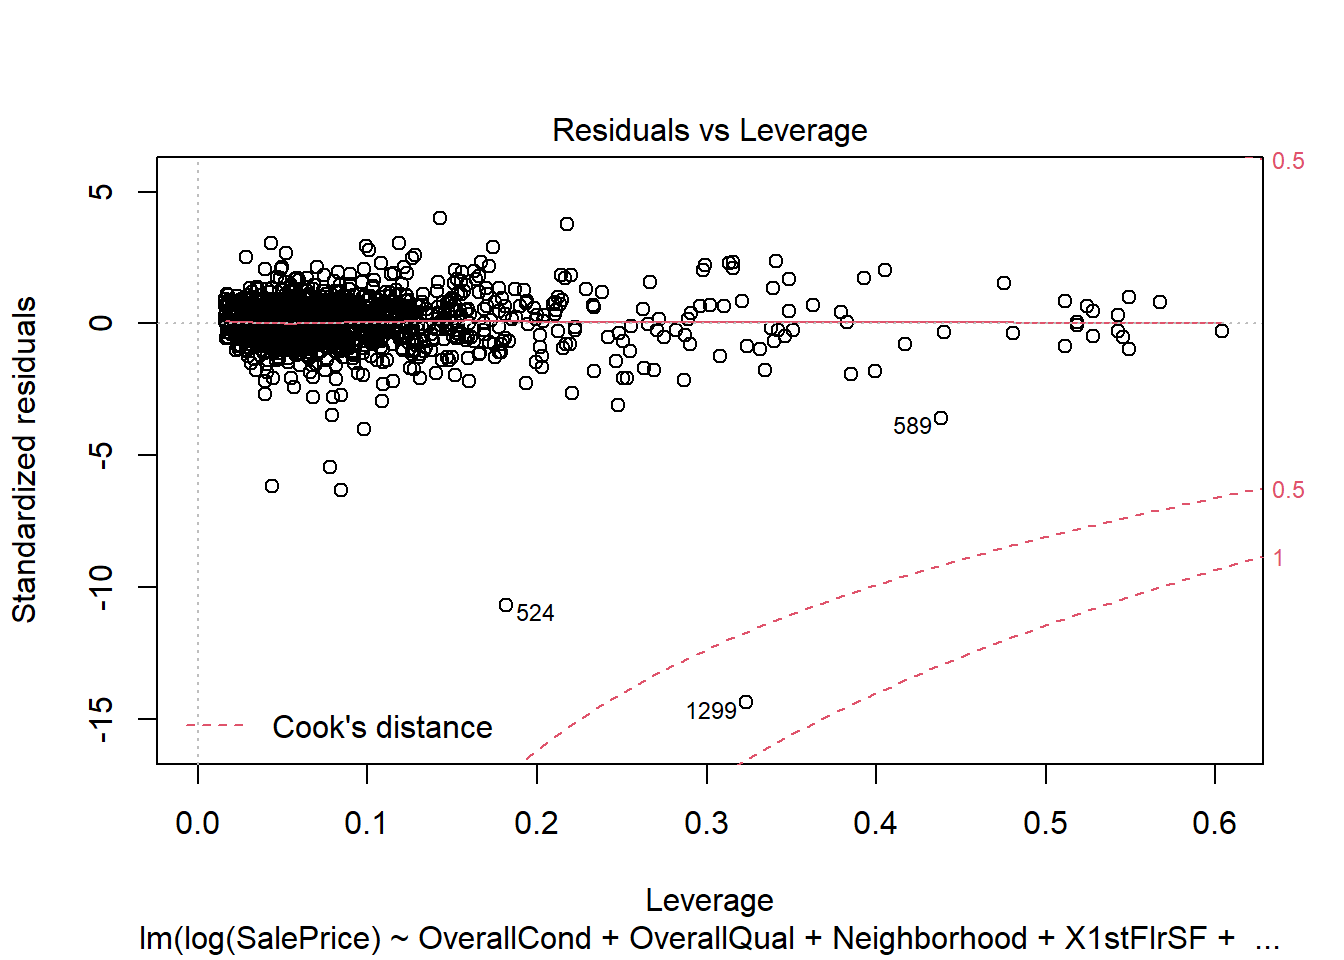 Residuals vs Leverage
Standardized residuals
5
0
-5
-10
-15
0.5
0.5
1
589
524
1299
Cook's distance
0.0 0.1 0.2 0.3 0.4 0.5 0.6
Leverage
lm(log(SalePrice) ~ OverallCond + OverallQual + Neighborhood + X1stFlrSF + ...